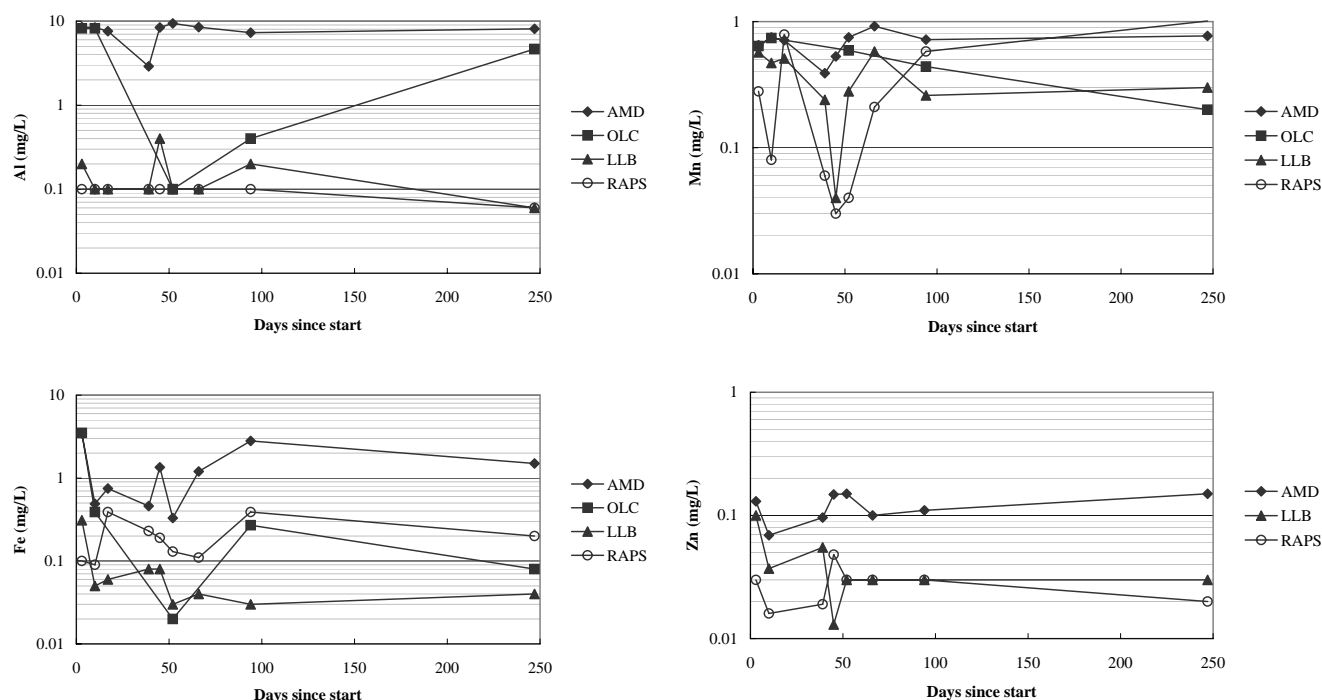 10
1
0.1
0.01
Al (mg/L)
0 50 100 150 200 250
Days since start
AMD
OLC
LLB
RAPS
1
0.1
0.01
Mn (mg/L)
0 50 100 150 200 250
Days since start
AMD
OLC
LLB
RAPS
10
1
0.1
0.01
Fe (mg/L)
0 50 100 150 200 250
Days since start
AMD
OLC
LLB
RAPS
1
0.1
0.01
Zn (mg/L)
0 50 100 150 200 250
Days since start
AMD
LLB
RAPS